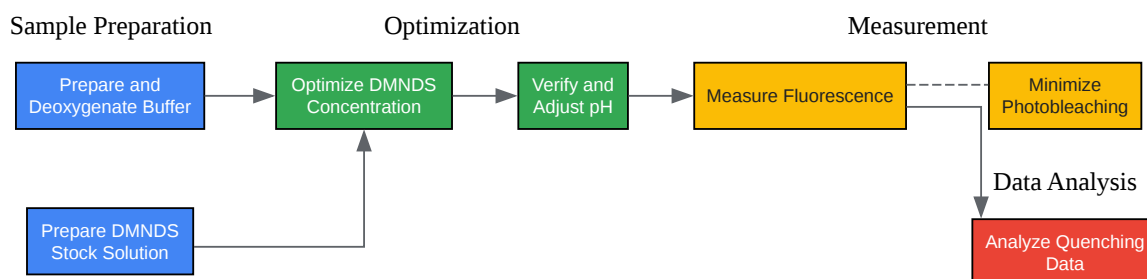 Sample Preparation
Optimization
Measurement
Prepare and
Deoxygenate Buffer
Optimize DMNDS
Concentration
Verify and
Adjust pH
Measure Fluorescence
Minimize
Photobleaching
Data Analysis
Prepare DMNDS
Stock Solution
Analyze Quenching
Data